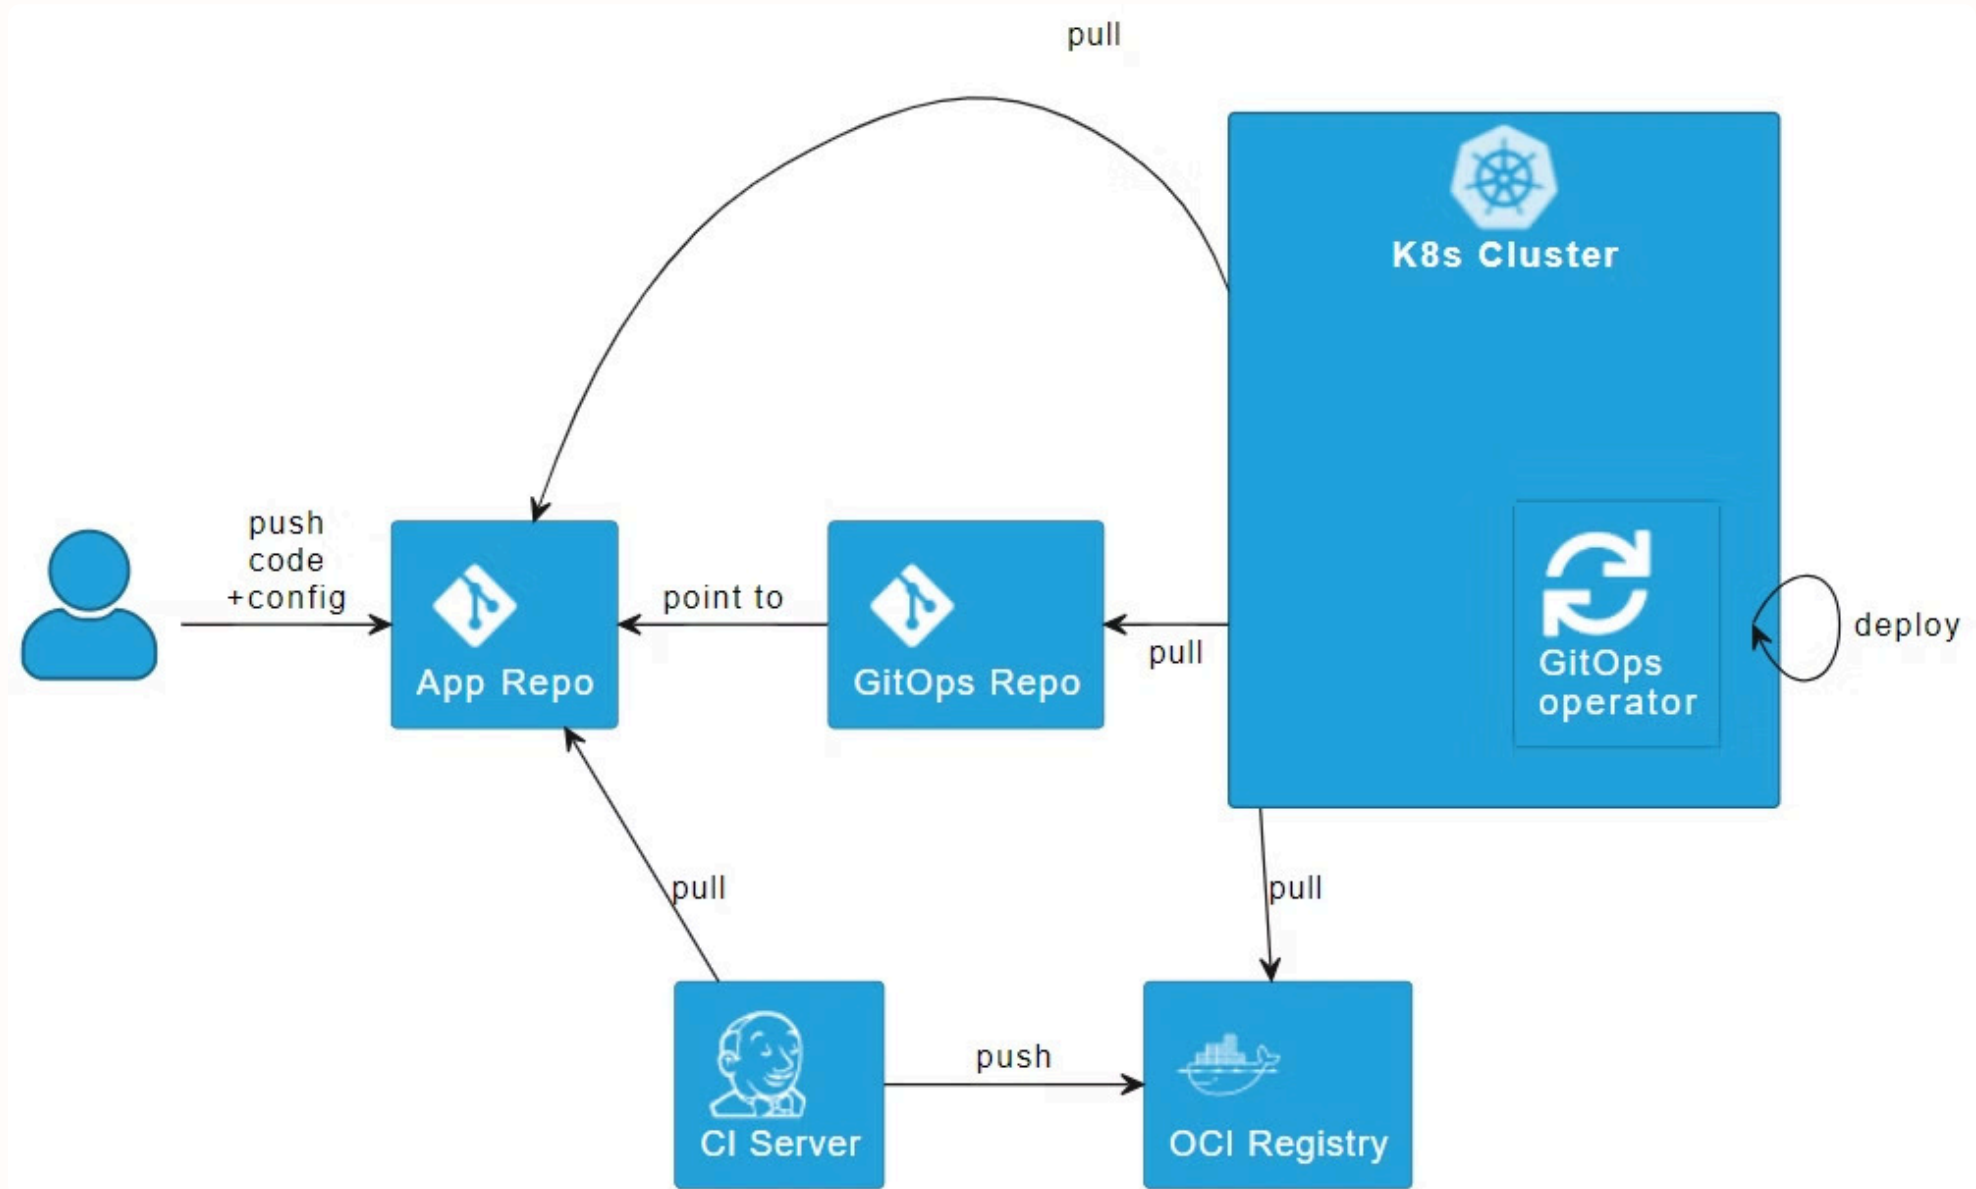 pull
K8s Cluster
push
code
+config
point to
pull
deploy
App Repo
GitOps Repo
GitOps
operator
pull
pull
push
CI Server
OCI Registry